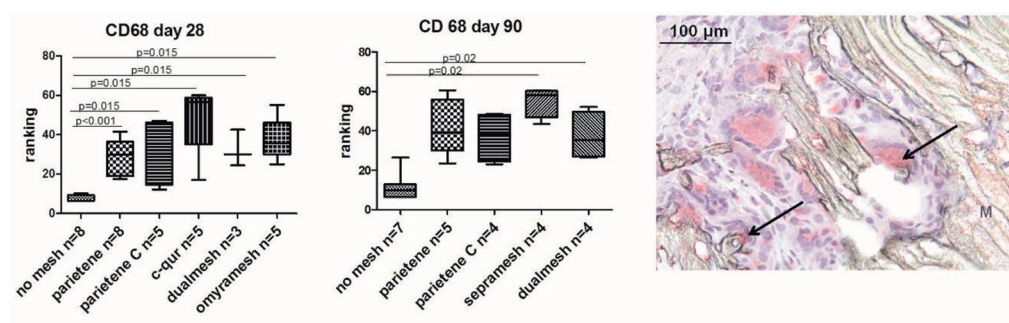 CD68 day 28
ranking
80
60
40
20
0
p=0.015
p=0.015
p=0.015
p=0.015
p<0.001
no mesh n=8
parietene n=8
parietene C n=5
c-qur n=5
dualmesh n=3
omyramesh n=5
CD 68 day 90
ranking
80
60
40
20
0
p=0.02
p=0.02
no mesh n=7
parietene n=5
parietene C n=4
sepramesh n=4
dualmesh n=4
100 µm
M